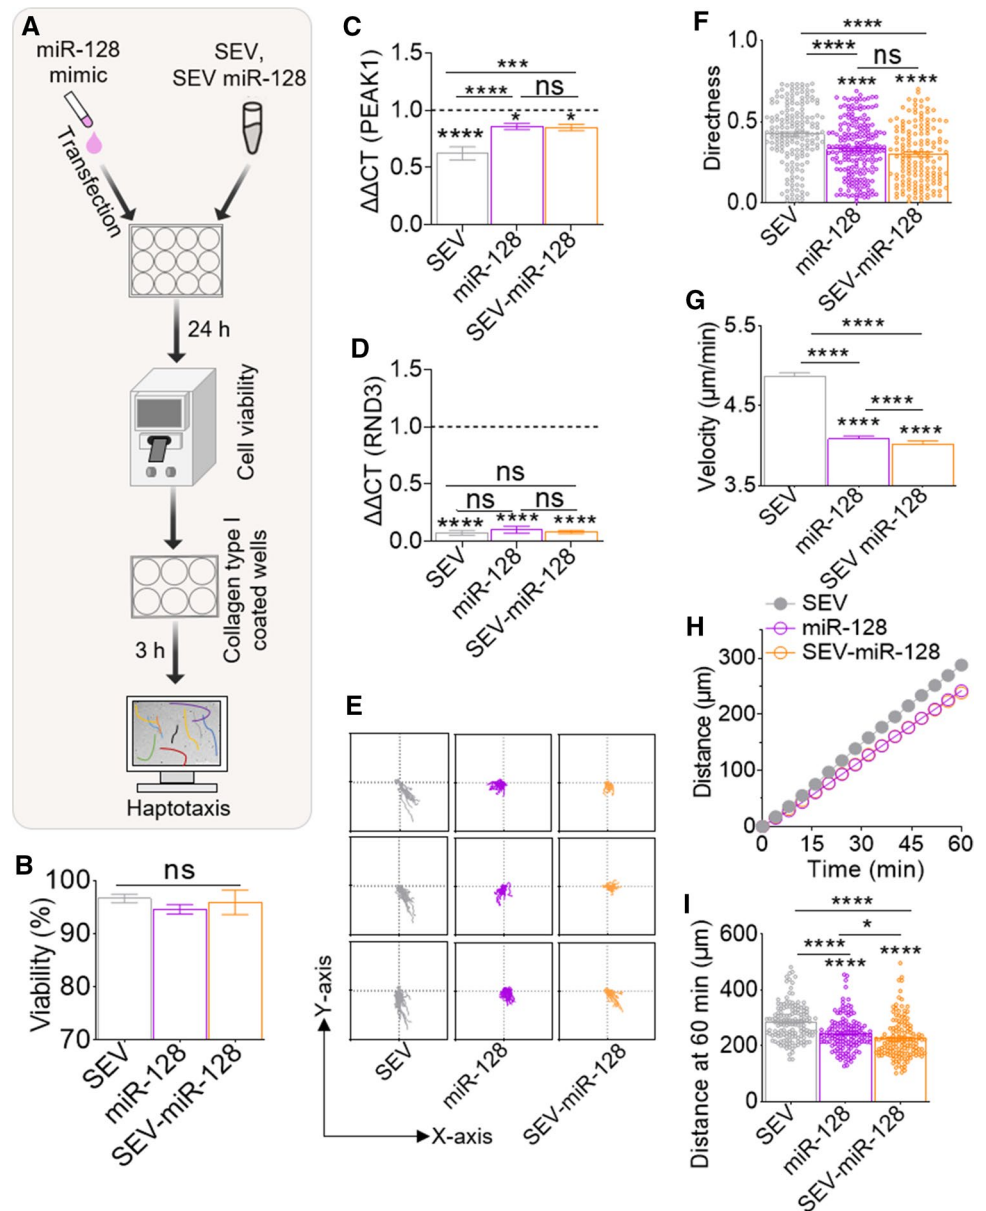 A
miR-128
mimic
SEV,
SEV miR-128
Transfection
24 h
Cell viability
Collagen type I
coated wells
3 h
Haptotaxis
B
Viability (%)
100
90
80
70
ns
SEV
miR-128
SEV-miR-128
C
ΔΔCT (PEAK1)
1.5
1.0
0.5
0.0
***
****
ns
****
*
*
SEV
miR-128
SEV-miR-128
D
ΔΔCT (RND3)
1.5
1.0
0.5
0.0
ns
ns
ns
****
****
****
SEV
miR-128
SEV-miR-128
E
Y-axis
X-axis
SEV
miR-128
SEV-miR-128
F
Directness
1.0
0.5
0.0
****
****
ns
****
****
SEV
miR-128
SEV-miR-128
G
Velocity (µm/min)
5.5
4.5
3.5
****
****
****
****
****
SEV
miR-128
SEV miR-128
H
SEV
miR-128
SEV-miR-128
Distance (µm)
300
200
100
0
0
15
30
45
60
Time (min)
I
Distance at 60 min (µm)
600
400
200
0
****
*
****
****
****
SEV
miR-128
SEV-miR-128